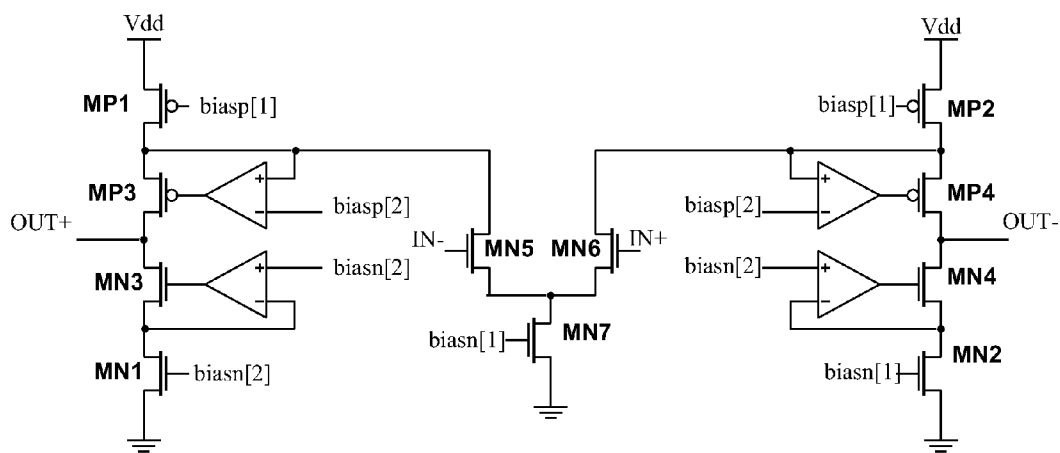 Vdd
Vdd
MP1
biasp[1]
biasp[1]
MP2
+
+
MP3
-
biasp[2]
biasp[2]
-
MP4
OUT+
OUT-
IN-
MN5
MN6
IN+
MN3
+
biasn[2]
biasn[2]
+
MN4
-
-
biasn[1]
MN7
MN1
biasn[2]
biasn[1]
MN2